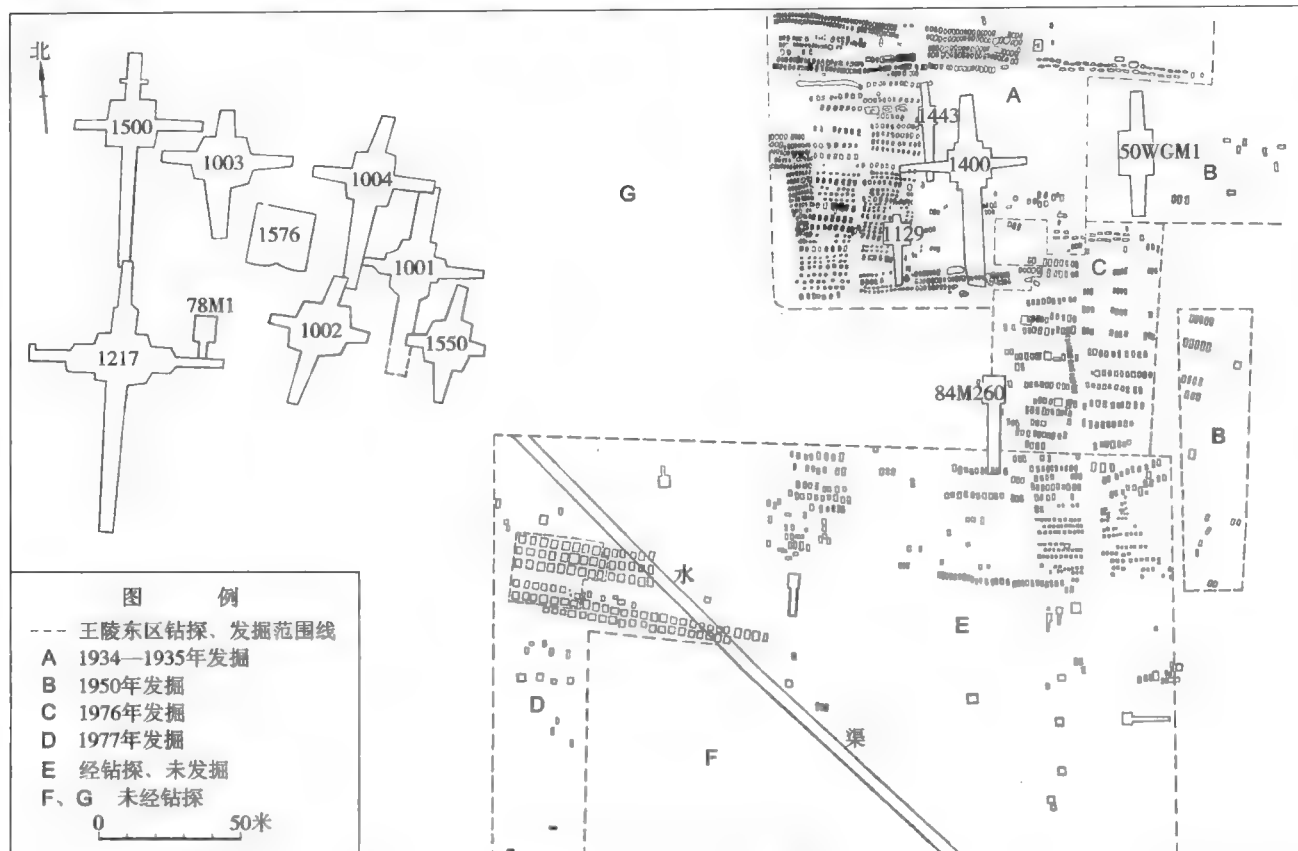 北
1500
1003
1004
1576
1001
78M1
1002
1217
1550
G
A
1443
1400
50WGM1
B
1129
C
84M260
B
水
E
D
渠
F
图 例
王陵东区钻探、发掘范围线
A 1934—1935年发掘
B 1950年发掘
C 1976年发掘
D 1977年发掘
E 经钻探、未发掘
F、G 未经钻探
0 50米